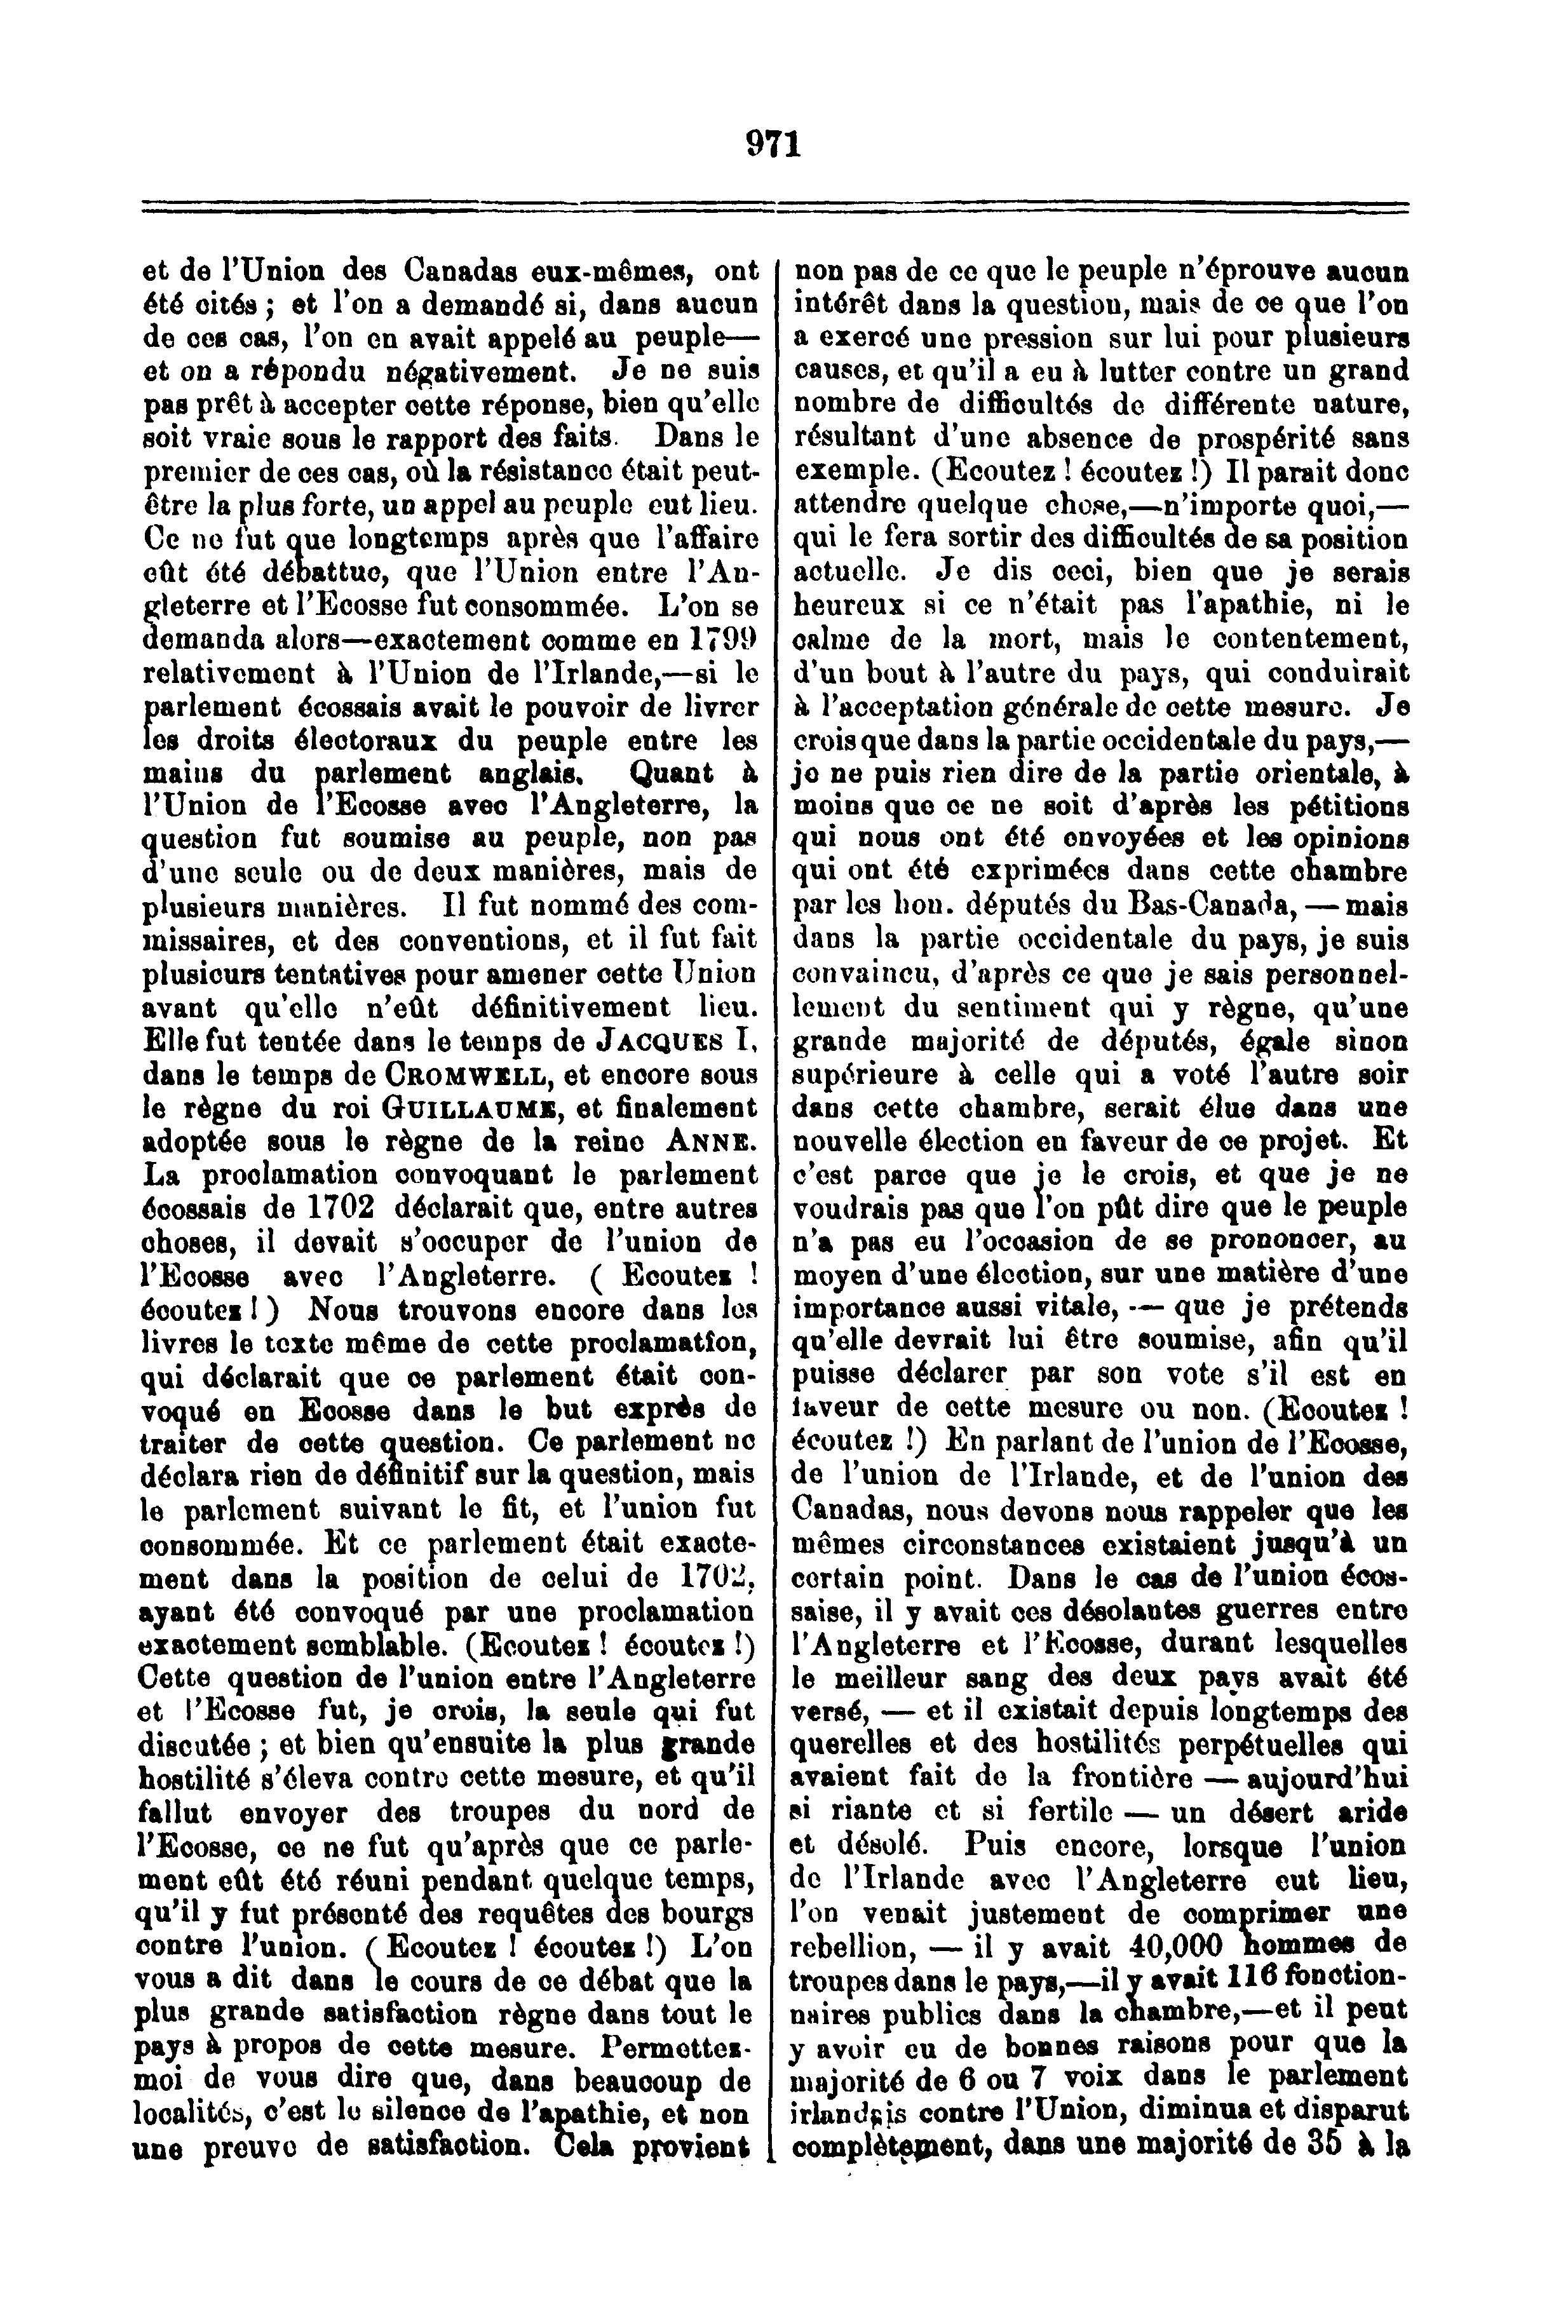 971
et de l'Union des Canadas eux-mêmes, ont
été cités ; et l'on a demandé si, dans aucun
de ces cas, l'on en avait appelé au peuple—
et on a répondu négativement. Je ne suis
pas prêt à accepter cette réponse, bien qu'elle
soit vraie sous le rapport des faits. Dans le
premier de ces cas, où la résistance était peut-
être la plus forte, un appel au peuple eut lieu.
Ce ne fut que longtemps après que l'affaire
eût été débattue, que l'Union entre l'An-
gleterre et l'Ecosse fut consommée. L'on se
demanda alors—exactement comme en 1799
relativement à l'Union de l'Irlande,—si le
parlement écossais avait le pouvoir de livrer
les droits électoraux du peuple entre les
mains du parlement anglais. Quant à
l'Union de l'Ecosse avec l'Angleterre, la
question fut soumise au peuple, non pas
d'une seule ou de deux manières, mais de
plusieurs manières. Il fut nommé des com-
missaires, et des conventions, et il fut fait
plusieurs tentatives pour amener cette Union
avant qu'elle n'eût définitivement lieu.
Elle fut tentée dans le temps de JACQUES I,
dans le temps de CROMWELL, et encore sous
le règne du roi GUILLAUME, et finalement
adoptée sous le règne de la reine ANNE.
La proclamation convoquant le parlement
écossais de 1702 déclarait que, entre autres
choses, il devait s'occuper de l'union de
l'Ecosse avec l'Angleterre. ( Ecoutez !
écoutez ! ) Nous trouvons encore dans les
livres le texte même de cette proclamation,
qui déclarait que ce parlement était con-
voqué en Ecosse dans le but exprès de
traiter de cette question. Ce parlement ne
déclara rien de définitif sur la question, mais
le parlement suivant le fit, et l'union fut
consommée. Et ce parlement était exacte-
ment dans la position de celui de 1702,
ayant été convoqué par une proclamation
exactement semblable. (Ecoutez ! écoutez !)
Cette question de l'union entre l'Angleterre
et l'Ecosse fut, je crois, la seule qui fut
discutée ; et bien qu'ensuite la plus grande
hostilité s'éleva contre cette mesure, et qu'il
fallut envoyer des troupes du nord de
l'Ecosse, ce ne fut qu'après que ce parle-
ment eût été réuni pendant quelque temps,
qu'il y fut présenté des requêtes des bourgs
contre l'union. ( Ecoutez ! écoutez !) L'on
vous a dit dans le cours de ce débat que la
plus grande satisfaction règne dans tout le
pays à propos de cette mesure. Permettez-
moi de vous dire que, dans beaucoup de
localités, c'est le silence de l'apathie, et non
une preuve de satisfaction. Cela provient
non pas de ce que le peuple n'éprouve aucun
intérêt dans la question, mais de ce que l'on
a exercé une pression sur lui pour plusieurs
causes, et qu'il a eu à lutter contre un grand
nombre de difficultés de différente nature,
résultant d'une absence de prospérité sans
exemple. (Ecoutez ! écoutez !) Il parait donc
attendre quelque chose,—n'importe quoi,—
qui le fera sortir des difficultés de sa position
actuelle. Je dis ceci, bien que je serais
heureux si ce n'était pas l'apathie, ni le
calme de la mort, mais le contentement,
d'un bout à l'autre du pays, qui conduirait
à l'acceptation générale de cette mesure. Je
crois que dans la partie occidentale du pays,—
je ne puis rien dire de la partie orientale, à
moins que ce ne soit d'après les pétitions
qui nous ont été envoyées et les opinions
qui ont été exprimées dans cette chambre
par les hon. députés du Bas-Canada, — mais
dans la partie occidentale du pays, je suis
convaincu, d'après ce que je sais personnel-
lement du sentiment qui y règne, qu'une
grande majorité de députés, égale sinon
supérieure à celle qui a voté l'autre soir
dans cette chambre, serait élue dans une
nouvelle élection en faveur de ce projet. Et
c'est parce que je le crois, et que je ne
voudrais pas que l'on pût dire que le peuple
n'a pas eu l'occasion de se prononcer, au
moyen d'une élection, sur une matière d'une
importance aussi vitale, — que je prétends
qu'elle devrait lui être soumise, afin qu'il
puisse déclarer par son vote s'il est en
faveur de cette mesure ou non. (Ecoutez !
écoutez !) En parlant de l'union de l'Ecosse,
de l'union de l'Irlande, et de l'union des
Canadas, nous devons nous rappeler que les
mêmes circonstances existaient jusqu'à un
certain point. Dans le cas de l'union écos-
saise, il y avait ces désolantes guerres entre
l'Angleterre et l'Ecosse, durant lesquelles
le meilleur sang des deux pays avait été
versé, — et il existait depuis longtemps des
querelles et des hostilités perpétuelles qui
avaient fait de la frontière — aujourd'hui
si riante et si fertile — un désert aride
et désolé. Puis encore, lorsque l'union
de l'Irlande avec l'Angleterre eut lieu,
l'on venait justement de comprimer une
rebellion, — il y avait 40,000 hommes de
troupes dans le pays,—il y avait 116 fonction-
naires publics dans la chambre,—et il peut
y avoir eu de bonnes raisons pour que la
majorité de 6 ou 7 voix dans le parlement
irlandais contre l'Union, diminua et disparut
complètement, dans une majorité de 35 à la